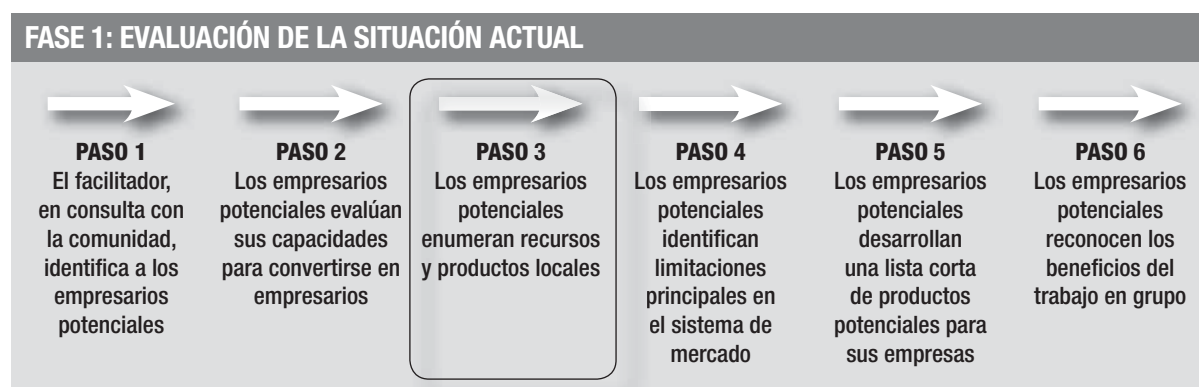 FASE 1: EVALUACIÓN DE LA SITUACIÓN ACTUAL
PASO 1
El facilitador,
en consulta con
la comunidad,
identifica a los
empresarios
potenciales
PASO 2
Los empresarios
potenciales evalúan
sus capacidades
para convertirse en
empresarios
PASO 3
Los empresarios
potenciales
enumeran recursos
y productos locales
PASO 4
Los empresarios
potenciales
identifican
limitaciones
principales en
el sistema de
mercado
PASO 5
Los empresarios
potenciales
desarrollan
una lista corta
de productos
potenciales para
sus empresas
PASO 6
Los empresarios
potenciales
reconocen los
beneficios del
trabajo en grupo